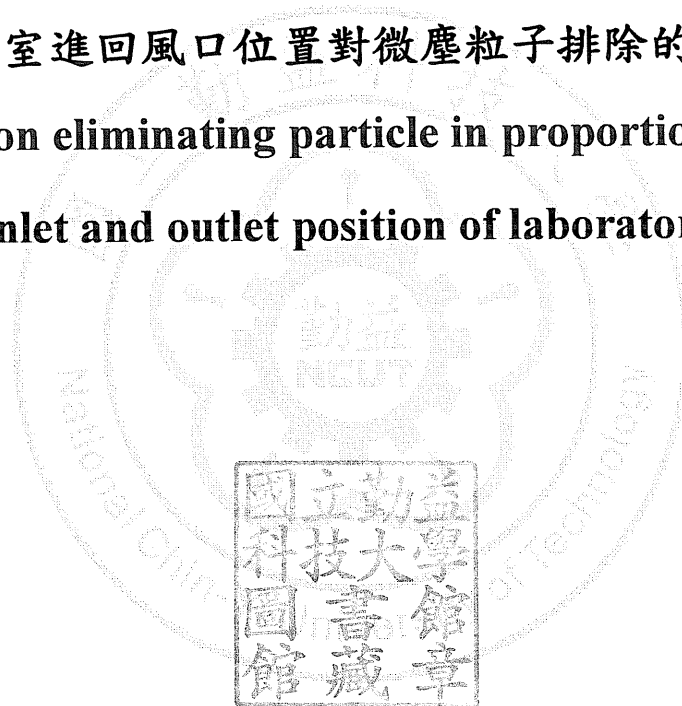 室進回風口位置對微塵粒子排除的
on eliminating particle in proportio
nlet and outlet position of laborator
勤益
NCUT
國立勤益
科技大學
圖書館
館藏章